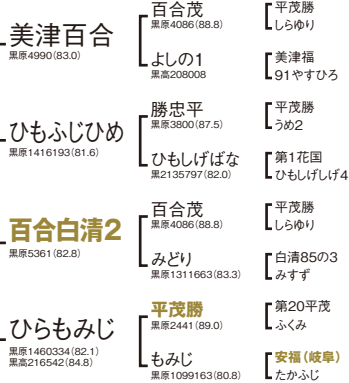 美津百合
黒原4990(83.0)
百合茂
黒原4086(88.8)
平茂勝
しらゆり
よしの1
黒高208008
美津福
91やすひろ
ひもふじひめ
黒原1416193(81.6)
勝忠平
黒原3800(87.5)
平茂勝
うめ2
ひもしげばな
黒2135797(82.0)
第1花国
ひもしげしげ4
百合白清2
黒原5361(82.8)
百合茂
黒原4086(88.8)
平茂勝
しらゆり
みどり
黒原1311663(83.3)
白清85の3
みすず
ひらもみじ
黒原1460334(82.1)
黒高216542(84.8)
平茂勝
黒原2441(89.0)
第20平茂
ふくみ
もみじ
黒原1099163(80.8)
安福(岐阜)
たかふじ